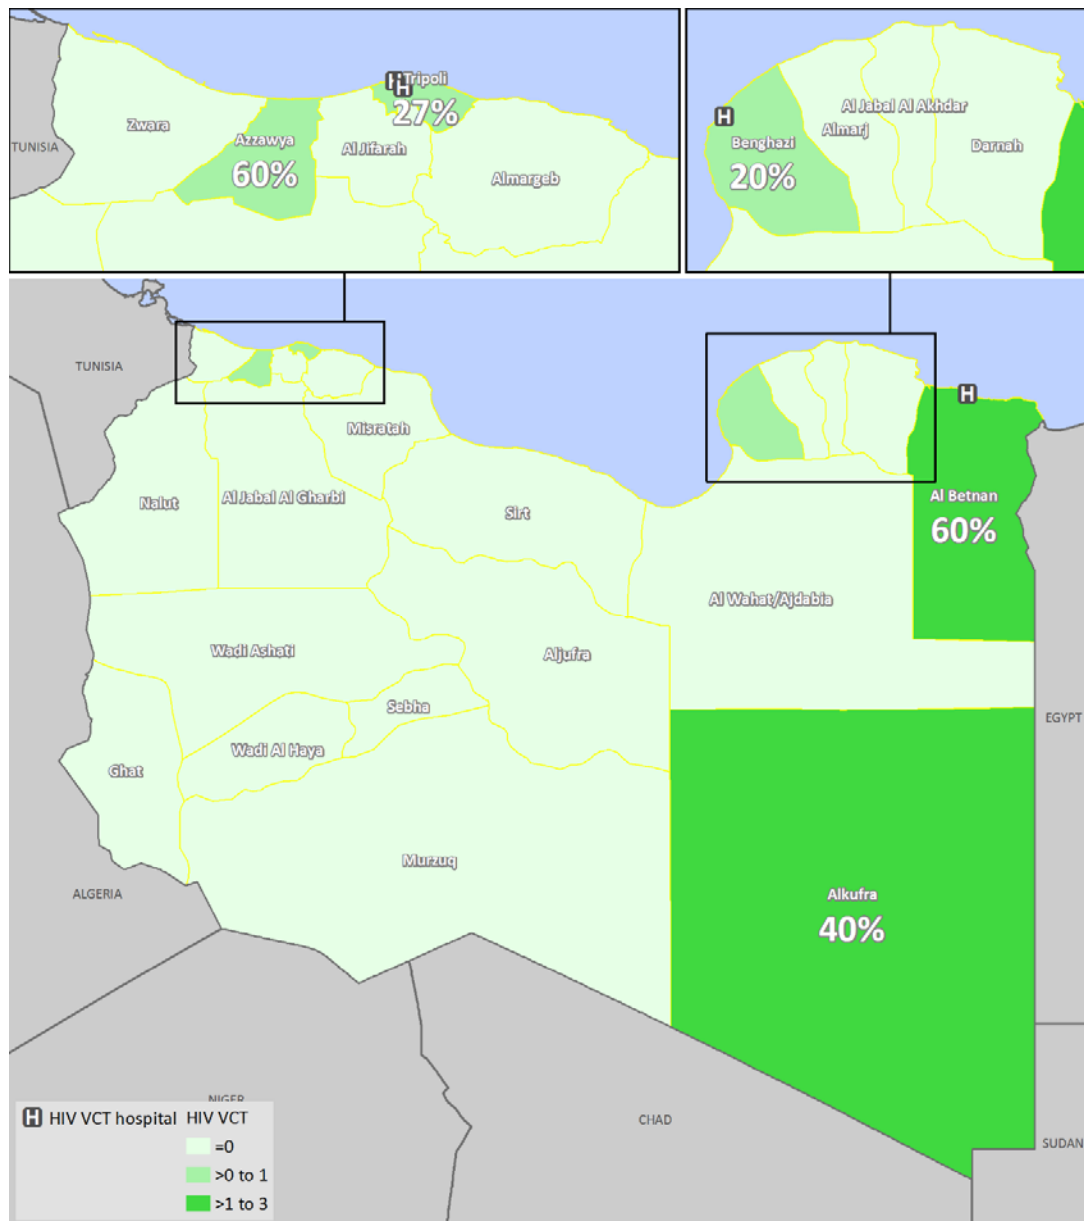 TUNISIA
Zwara
Azzawya
60%
Al Jifarah
H
H
Tripoli
27%
Almargeb
H
Benghazi
20%
Almarj
Al Jabal Al Akhdar
Darnah
TUNISIA
Nalut
Al Jabal Al Gharbi
Misratah
Sirt
H
Al Betnan
60%
Al Wahat/Ajdabia
Wadi Ashati
Aljufra
Sebha
Wadi Al Haya
Ghat
EGYPT
Murzuq
Alkufra
40%
ALGERIA
NIGER
CHAD
SUDAN
H HIV VCT hospital
HIV VCT
=0
>0 to 1
>1 to 3